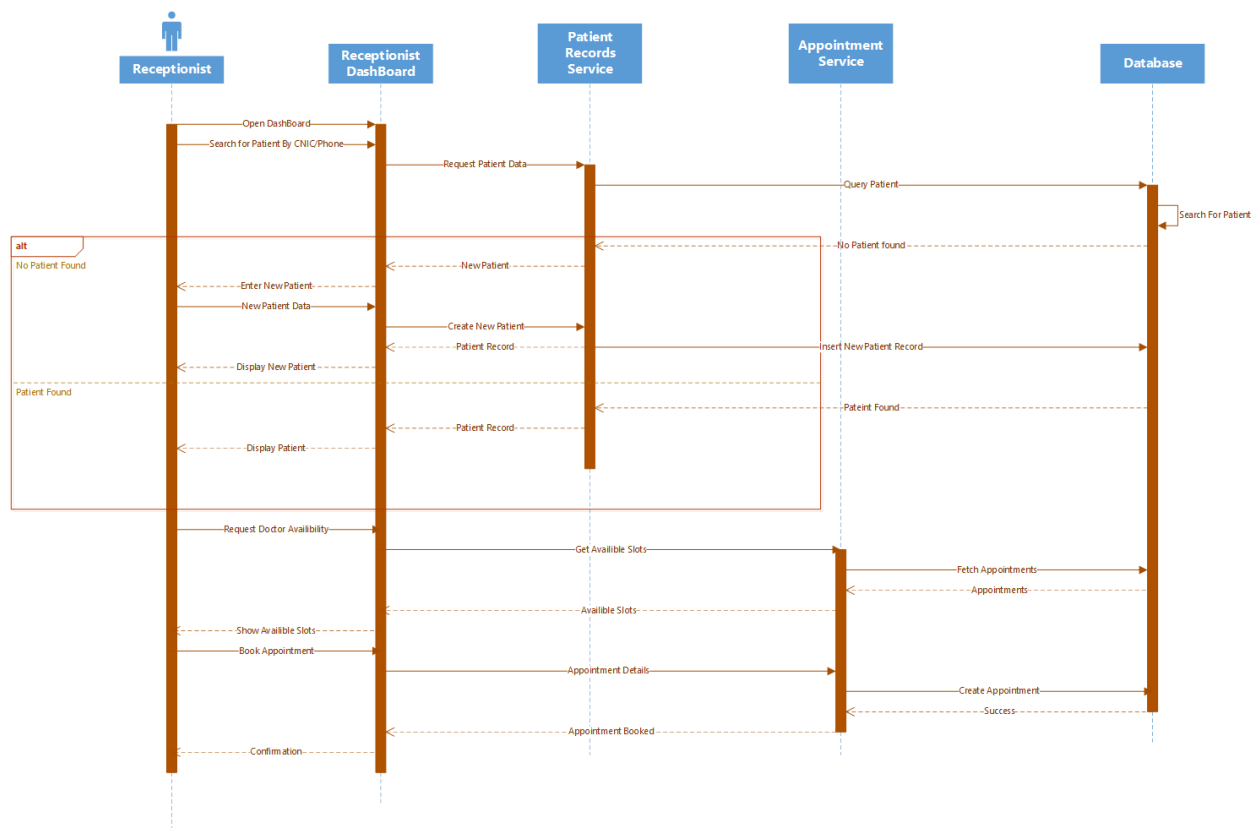 Receptionist
Receptionist
DashBoard
Patient
Records
Service
Appointment
Service
Database
Open DashBoard
Search for Patient By CNIC/Phone
Request Patient Data
Query Patient
Search For Patient
alt
No Patient found
No Patient Found
New Patient
Enter New Patient
New Patient Data
Create New Patient
Patient Record
Insert New Patient Record
Display New Patient
Patient Found
Pateint Found
Patient Record
Display Patient
Request Doctor Availibility
Get Availible Slots
Fetch Appointments
Appointments
Availible Slots
Show Availible Slots
Book Appointment
Appointment Details
Create Appointment
Success
Appointment Booked
Confirmation